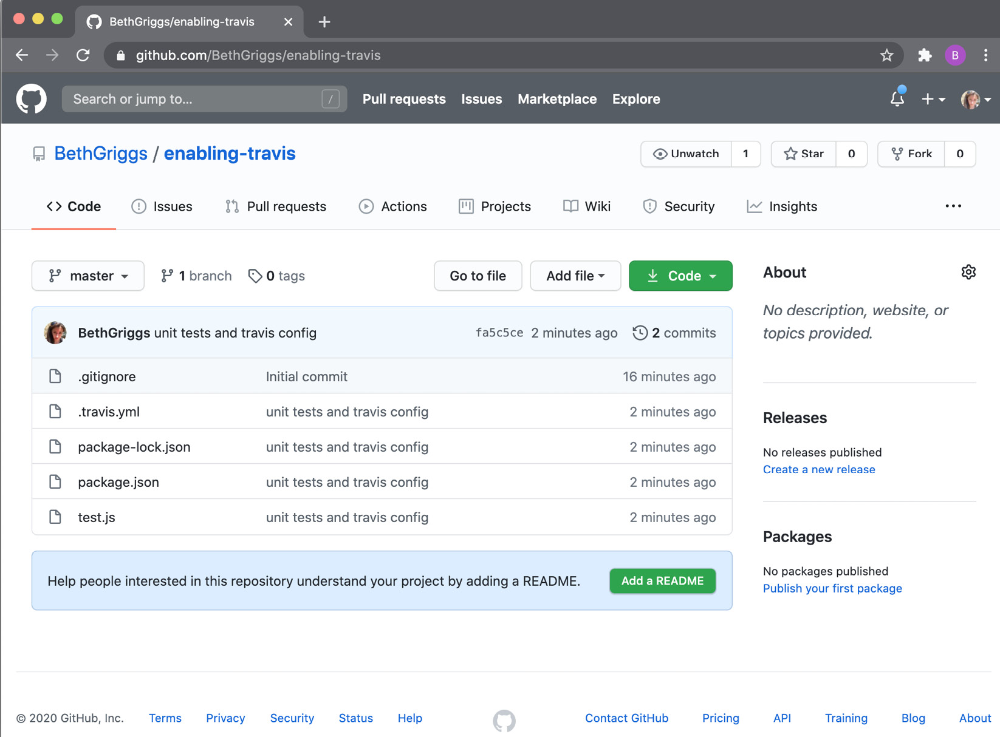 BethGriggs/enabling-travis
github.com/BethGriggs/enabling-travis
B
Search or jump to... / Pull requests Issues Marketplace Explore
BethGriggs / enabling-travis Unwatch 1 Star 0 Fork 0
Code Issues Pull requests Actions Projects Wiki Security Insights
master 1 branch 0 tags Go to file Add file Code
BethGriggs unit tests and travis config fa5c5ce 2 minutes ago 2 commits
.gitignore Initial commit 16 minutes ago
.travis.yml unit tests and travis config 2 minutes ago
package-lock.json unit tests and travis config 2 minutes ago
package.json unit tests and travis config 2 minutes ago
test.js unit tests and travis config 2 minutes ago
Help people interested in this repository understand your project by adding a README. Add a README
About
No description, website, or
topics provided.
Releases
No releases published
Create a new release
Packages
No packages published
Publish your first package
© 2020 GitHub, Inc. Terms Privacy Security Status Help Contact GitHub Pricing API Training Blog About